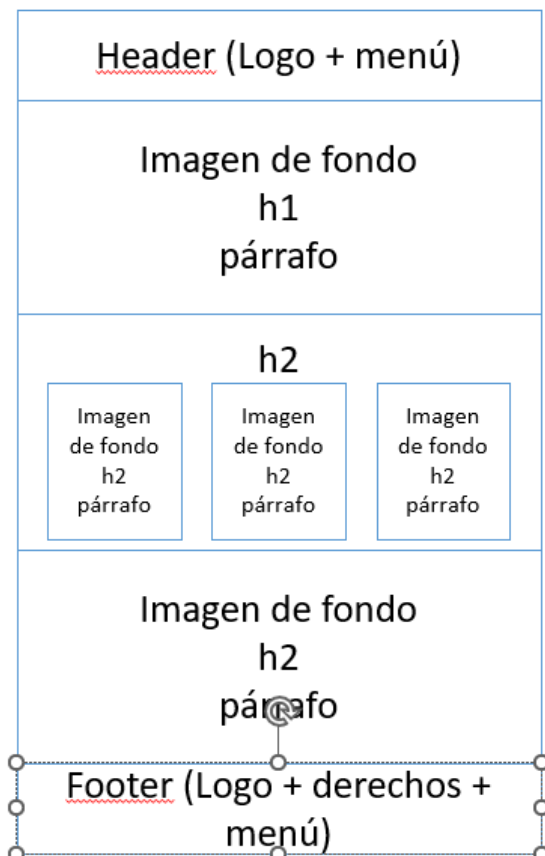 Header (Logo + menú)
Imagen de fondo
h1
párrafo
h2
Imagen
de fondo
h2
párrafo
Imagen
de fondo
h2
párrafo
Imagen
de fondo
h2
párrafo
Imagen de fondo
h2
párrafo
Footer (Logo + derechos +
menú)